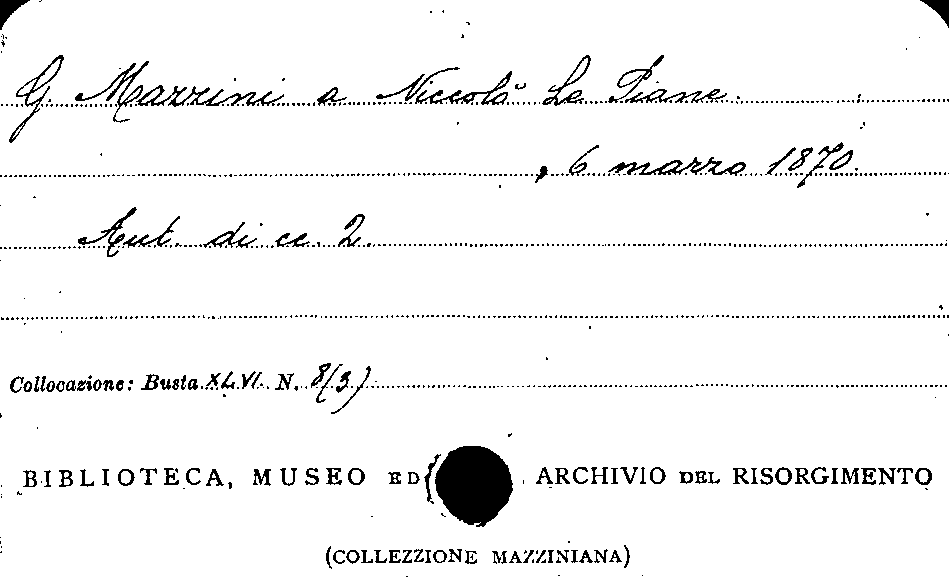 G. Mazzini a Niccolò Le Piane.
, 6 marzo 1870.
Aut. di cc. 2.
Collocazione: Busta XLVI. N. 8(3)
BIBLIOTECA, MUSEO ED ARCHIVIO DEL RISORGIMENTO
(COLLEZZIONE MAZZINIANA)